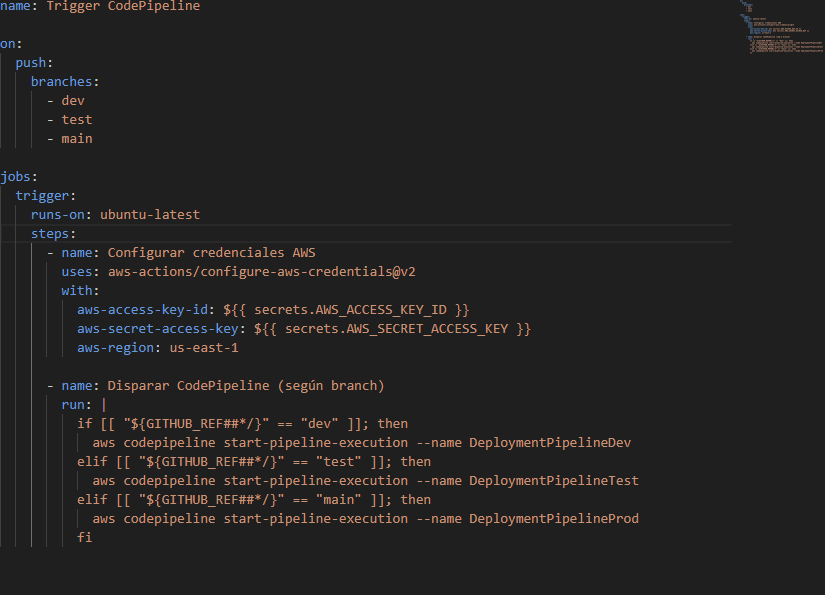 name: Trigger CodePipeline
on:
push:
branches:
- dev
- test
- main
jobs:
trigger:
runs-on: ubuntu-latest
steps:
- name: Configurar credenciales AWS
uses: aws-actions/configure-aws-credentials@v2
with:
aws-access-key-id: ${{ secrets.AWS_ACCESS_KEY_ID }}
aws-secret-access-key: ${{ secrets.AWS_SECRET_ACCESS_KEY }}
aws-region: us-east-1
- name: Disparar CodePipeline (según branch)
run: |
if [[ "${GITHUB_REF##*/}" == "dev" ]]; then
aws codepipeline start-pipeline-execution --name DeploymentPipelineDev
elif [[ "${GITHUB_REF##*/}" == "test" ]]; then
aws codepipeline start-pipeline-execution --name DeploymentPipelineTest
elif [[ "${GITHUB_REF##*/}" == "main" ]]; then
aws codepipeline start-pipeline-execution --name DeploymentPipelineProd
fi